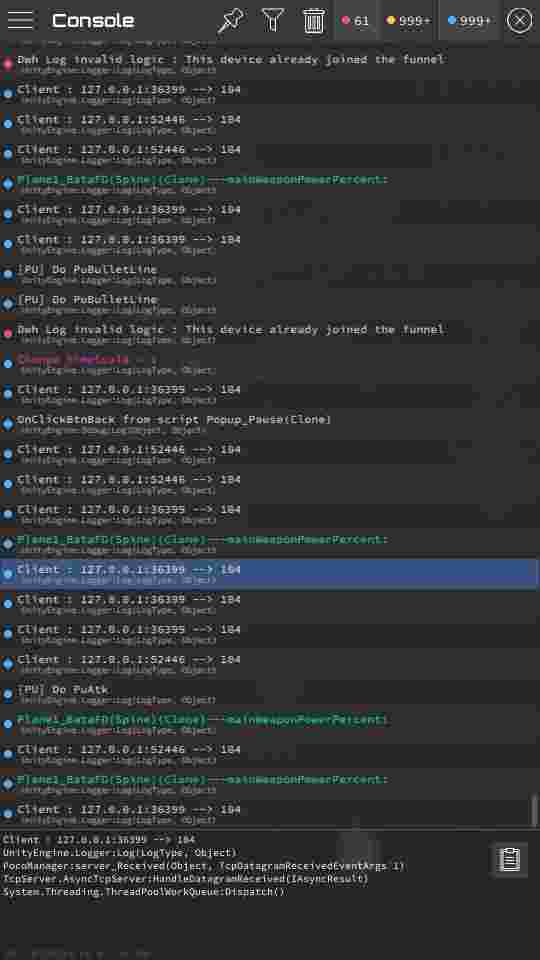 Console
61
999+
999+
Dwh Log invalid logic : This device already joined the funnel
UnityEngine.Logger:Log(LogType, Object)
Client : 127.0.0.1:36399 --> 104
UnityEngine.Logger:Log(LogType, Object)
Client : 127.0.0.1:52446 --> 104
UnityEngine.Logger:Log(LogType, Object)
Client : 127.0.0.1:52446 --> 104
UnityEngine.Logger:Log(LogType, Object)
Plane1_BataFD(Spine)(Clone)---mainWeaponPowerPercent:
UnityEngine.Logger:Log(LogType, Object)
Client : 127.0.0.1:36399 --> 104
UnityEngine.Logger:Log(LogType, Object)
Client : 127.0.0.1:36399 --> 104
UnityEngine.Logger:Log(LogType, Object)
[PU] Do PuBulletLine
UnityEngine.Logger:Log(LogType, Object)
[PU] Do PuBulletLine
UnityEngine.Logger:Log(LogType, Object)
Dwh Log invalid logic : This device already joined the funnel
UnityEngine.Logger:Log(LogType, Object)
Change
UnityEngine.Logger:Log(LogType, Object)
Client : 127.0.0.1:36399 --> 104
UnityEngine.Logger:Log(LogType, Object)
OnClickBtnBack from script Popup_Pause(Clone)
UnityEngine.Debug:Log(Object, Object)
Client : 127.0.0.1:52446 --> 104
UnityEngine.Logger:Log(LogType, Object)
Client : 127.0.0.1:52446 --> 104
UnityEngine.Logger:Log(LogType, Object)
Client : 127.0.0.1:36399 --> 104
UnityEngine.Logger:Log(LogType, Object)
Plane1_BataFD(Spine)(Clone)---mainWeaponPowerPercent:
UnityEngine.Logger:Log(LogType, Object)
Client : 127.0.0.1:36399 --> 104
UnityEngine.Logger:Log(LogType, Object)
Client : 127.0.0.1:36399 --> 104
UnityEngine.Logger:Log(LogType, Object)
Client : 127.0.0.1:36399 --> 104
UnityEngine.Logger:Log(LogType, Object)
Client : 127.0.0.1:52446 --> 104
UnityEngine.Logger:Log(LogType, Object)
[PU] Do PuAtk
UnityEngine.Logger:Log(LogType, Object)
Plane1_BataFD(Spine)(Clone)---mainWeaponPowerPercent:
UnityEngine.Logger:Log(LogType, Object)
Client : 127.0.0.1:52446 --> 104
UnityEngine.Logger:Log(LogType, Object)
Plane1_BataFD(Spine)(Clone)---mainWeaponPowerPercent:
UnityEngine.Logger:Log(LogType, Object)
Client : 127.0.0.1:36399 --> 104
UnityEngine.Logger:Log(LogType, Object)
Client : 127.0.0.1:36399 --> 104
UnityEngine.Logger:Log(LogType, Object)
PocoManager:server_Received(Object, TcpDatagramReceivedEventArgs`1)
TcpServer.AsyncTcpServer:HandleDatagramReceived(IAsyncResult)
System.Threading.ThreadPoolWorkQueue:Dispatch()